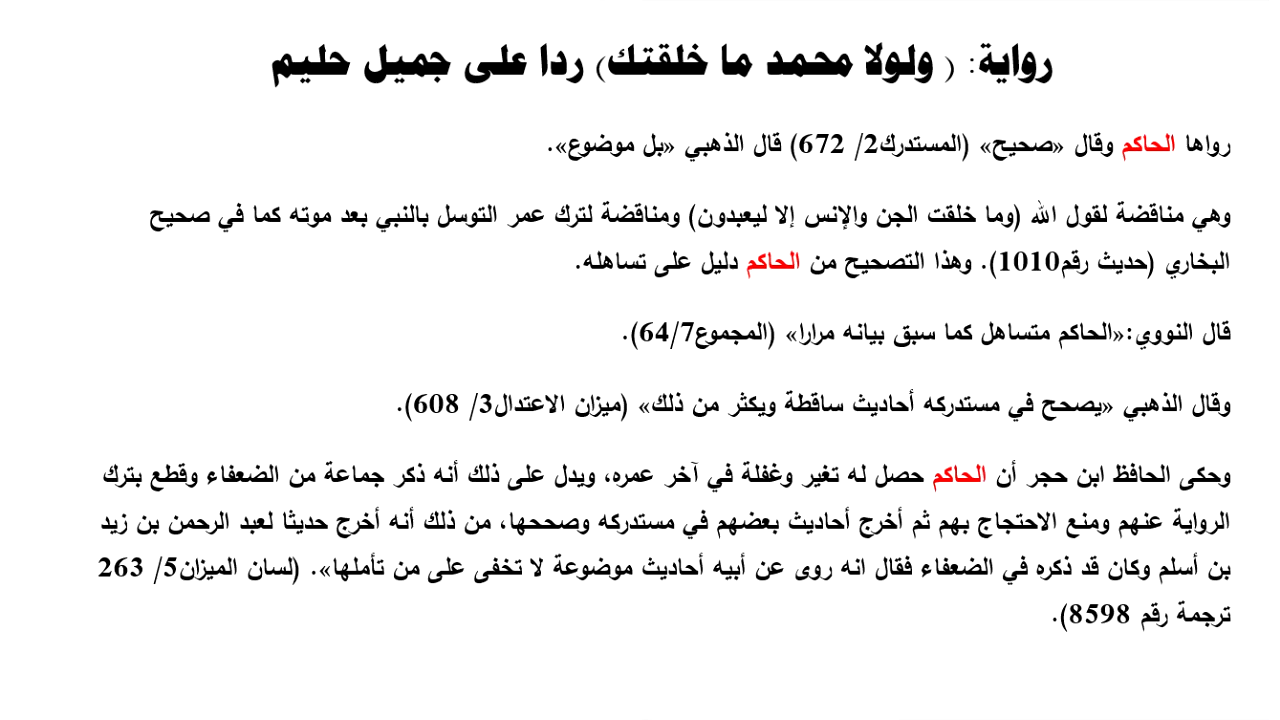 رواية: ( ولولا محمد ما خلقتك) ردا على جميل حليم
رواها الحاكم وقال «صحيح» (المستدرك2/ 672) قال الذهبي «بل موضوع».
وهي مناقضة لقول الله (وما خلقت الجن والإنس إلا ليعبدون) ومناقضة لترك عمر التوسل بالنبي بعد موته كما في صحيح
البخاري (حديث رقم1010). وهذا التصحيح من الحاكم دليل على تساهله.
قال النووي:«الحاكم متساهل كما سبق بيانه مرارا» (المجموع64/7).
وقال الذهبي «يصحح في مستدركه أحاديث ساقطة ويكثر من ذلك» (ميزان الاعتدال3/ 608).
وحكى الحافظ ابن حجر أن الحاكم حصل له تغير وغفلة في آخر عمره، ويدل على ذلك أنه ذكر جماعة من الضعفاء وقطع بترك
الرواية عنهم ومنع الاحتجاج بهم ثم أخرج أحاديث بعضهم في مستدركه وصححها، من ذلك أنه أخرج حديثا لعبد الرحمن بن زيد
بن أسلم وكان قد ذكره في الضعفاء فقال انه روى عن أبيه أحاديث موضوعة لا تخفى على من تأملها». (لسان الميزان5/ 263
ترجمة رقم 8598).